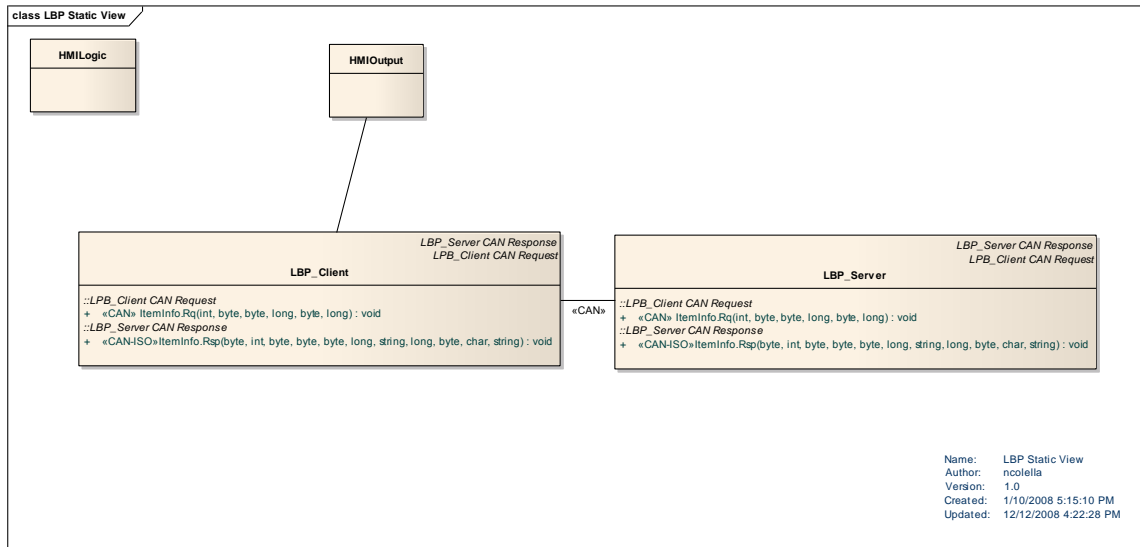 class LBP Static View
HMILogic
HMIOutput
LBP_Server CAN Response
LPB_Client CAN Request
LBP_Client
::LPB_Client CAN Request
+ «CAN» ItemInfo.Rq(int, byte, byte, long, byte, long) : void
::LBP_Server CAN Response
+ «CAN-ISO»ItemInfo.Rsp(byte, int, byte, byte, byte, long, string, long, byte, char, string) : void
«CAN»
LBP_Server CAN Response
LPB_Client CAN Request
LBP_Server
::LPB_Client CAN Request
+ «CAN» ItemInfo.Rq(int, byte, byte, long, byte, long) : void
::LBP_Server CAN Response
+ «CAN-ISO»ItemInfo.Rsp(byte, int, byte, byte, byte, long, string, long, byte, char, string) : void
Name: LBP Static View
Author: ncolella
Version: 1.0
Created: 1/10/2008 5:15:10 PM
Updated: 12/12/2008 4:22:28 PM